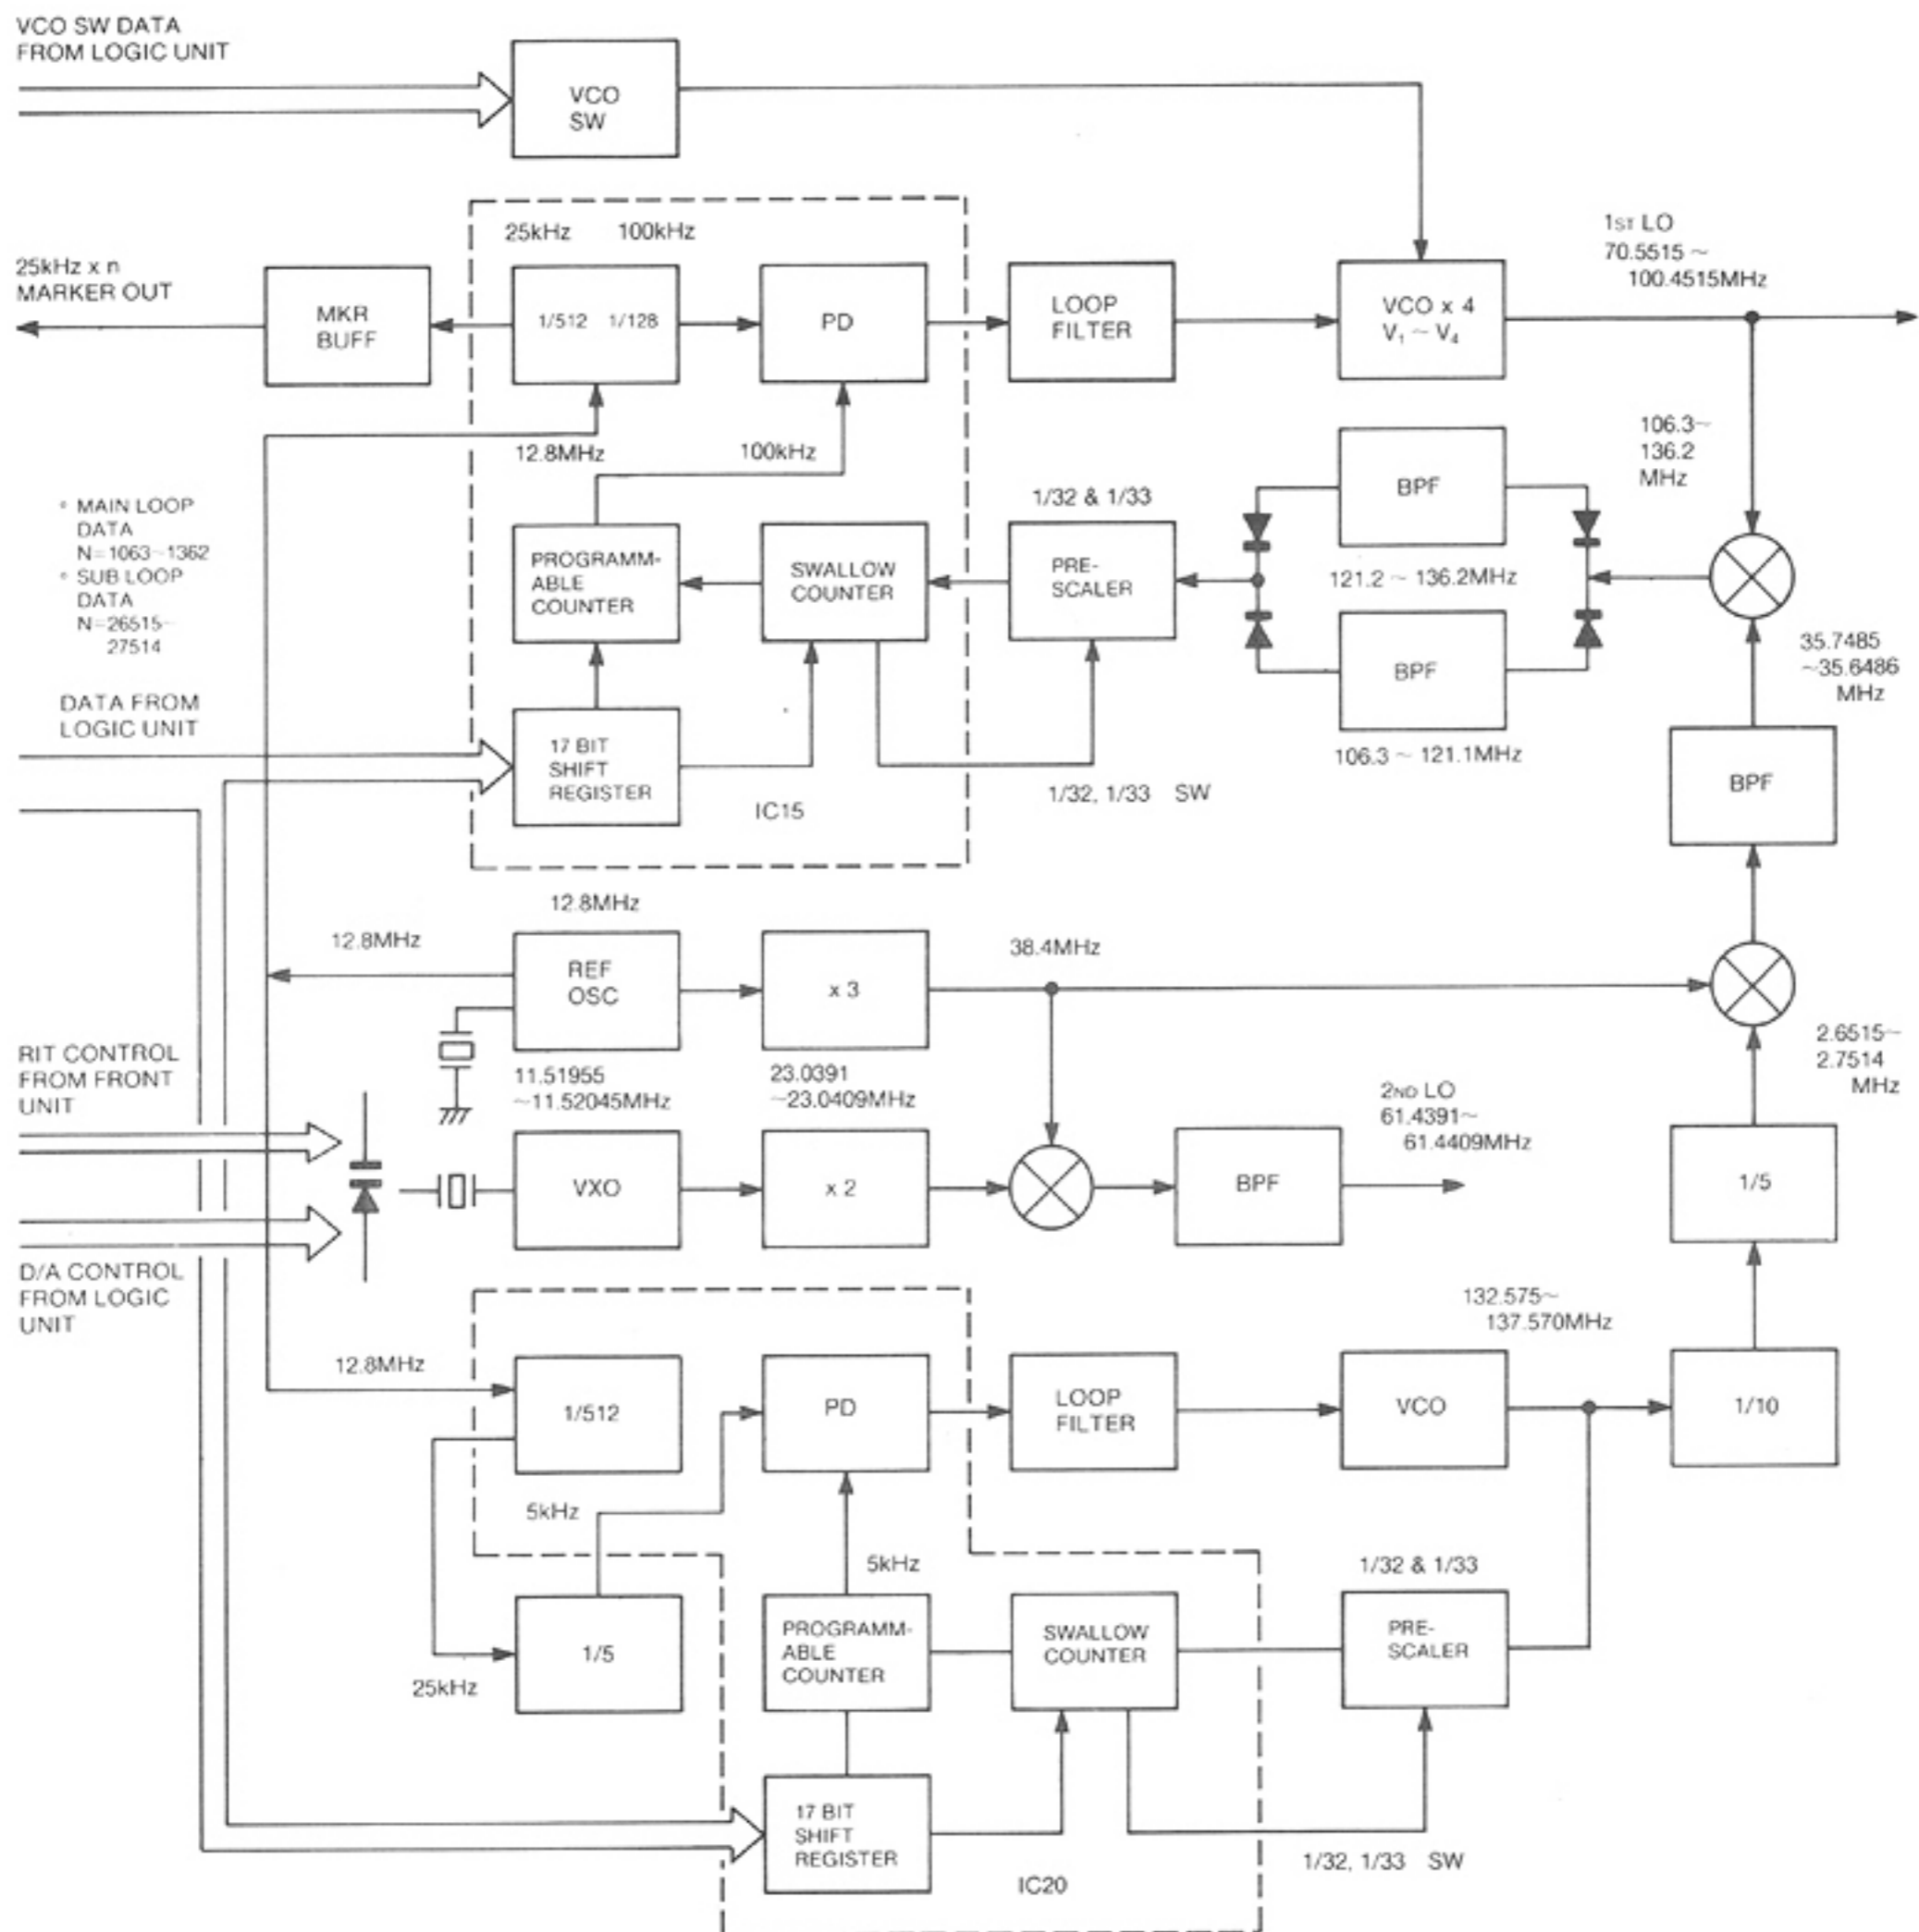 VCO SW DATA
FROM LOGIC UNIT
VCO
SW
25kHz 100kHz
1ST LO
70.5515 ~
100.4515MHz
25kHz x n
MARKER OUT
MKR
BUFF
1/512 1/128
PD
LOOP
FILTER
VCO x 4
V₁ ~ V₄
12.8MHz
100kHz
106.3~
136.2
MHz
BPF
° MAIN LOOP
DATA
N=1063~1362
° SUB LOOP
DATA
N=26515~
27514
PROGRAMM-
ABLE
COUNTER
SWALLOW
COUNTER
1/32 & 1/33
PRE-
SCALER
121.2 ~ 136.2MHz
BPF
106.3 ~ 121.1MHz
35.7485
~35.6486
MHz
DATA FROM
LOGIC UNIT
17 BIT
SHIFT
REGISTER
IC15
1/32, 1/33 SW
BPF
12.8MHz
12.8MHz
REF
OSC
x 3
38.4MHz
2.6515~
2.7514
MHz
RIT CONTROL
FROM FRONT
UNIT
11.51955
~11.52045MHz
23.0391
~23.0409MHz
2ND LO
61.4391~
61.4409MHz
VXO
x 2
BPF
1/5
D/A CONTROL
FROM LOGIC
UNIT
132.575~
137.570MHz
12.8MHz
1/512
PD
LOOP
FILTER
VCO
1/10
5kHz
5kHz
1/32 & 1/33
1/5
25kHz
PROGRAMM-
ABLE
COUNTER
SWALLOW
COUNTER
PRE-
SCALER
17 BIT
SHIFT
REGISTER
IC20
1/32, 1/33 SW